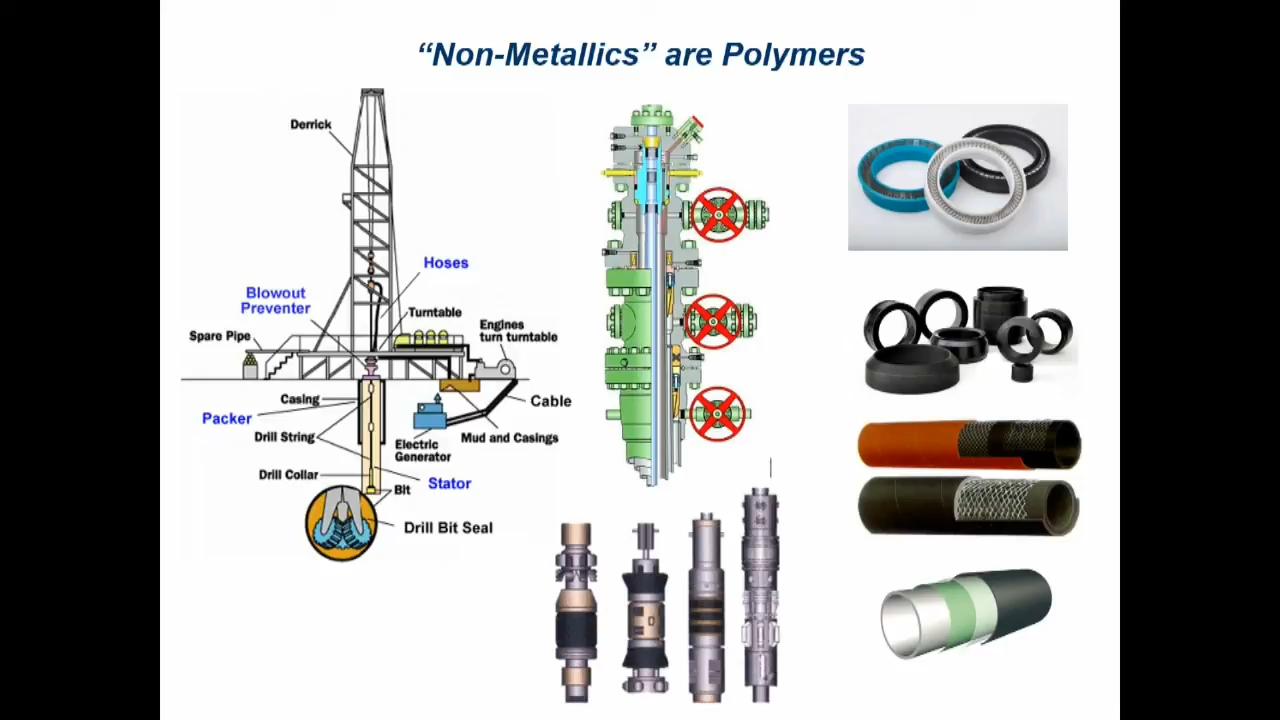 “Non-Metallics” are Polymers
Derrick
Hoses
Blowout
Preventer
Turntable
Engines
turn turntable
Spare Pipe
Casing
Cable
Packer
Drill String
Mud and Casings
Electric
Generator
Drill Collar
Stator
Bit
Drill Bit Seal